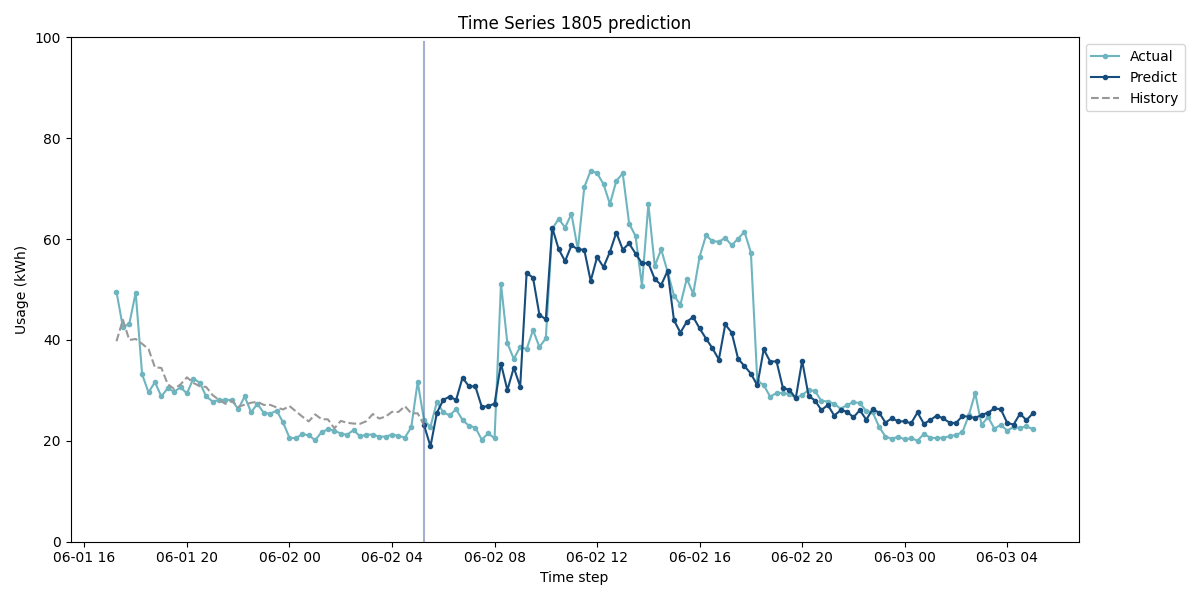 Time Series 1805 prediction
100
80
60
40
20
0
Usage (kWh)
06-01 16
06-01 20
06-02 00
06-02 04
06-02 08
06-02 12
06-02 16
06-02 20
06-03 00
06-03 04
Time step
Actual
Predict
History